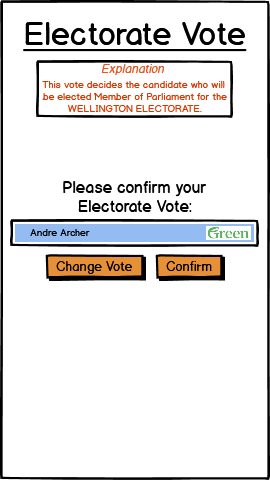 Electorate Vote
Explanation
This vote decides the candidate who will
be elected Member of Parliament for the
WELLINGTON ELECTORATE.
Please confirm your
Electorate Vote:
Andre Archer Green
Change Vote Confirm